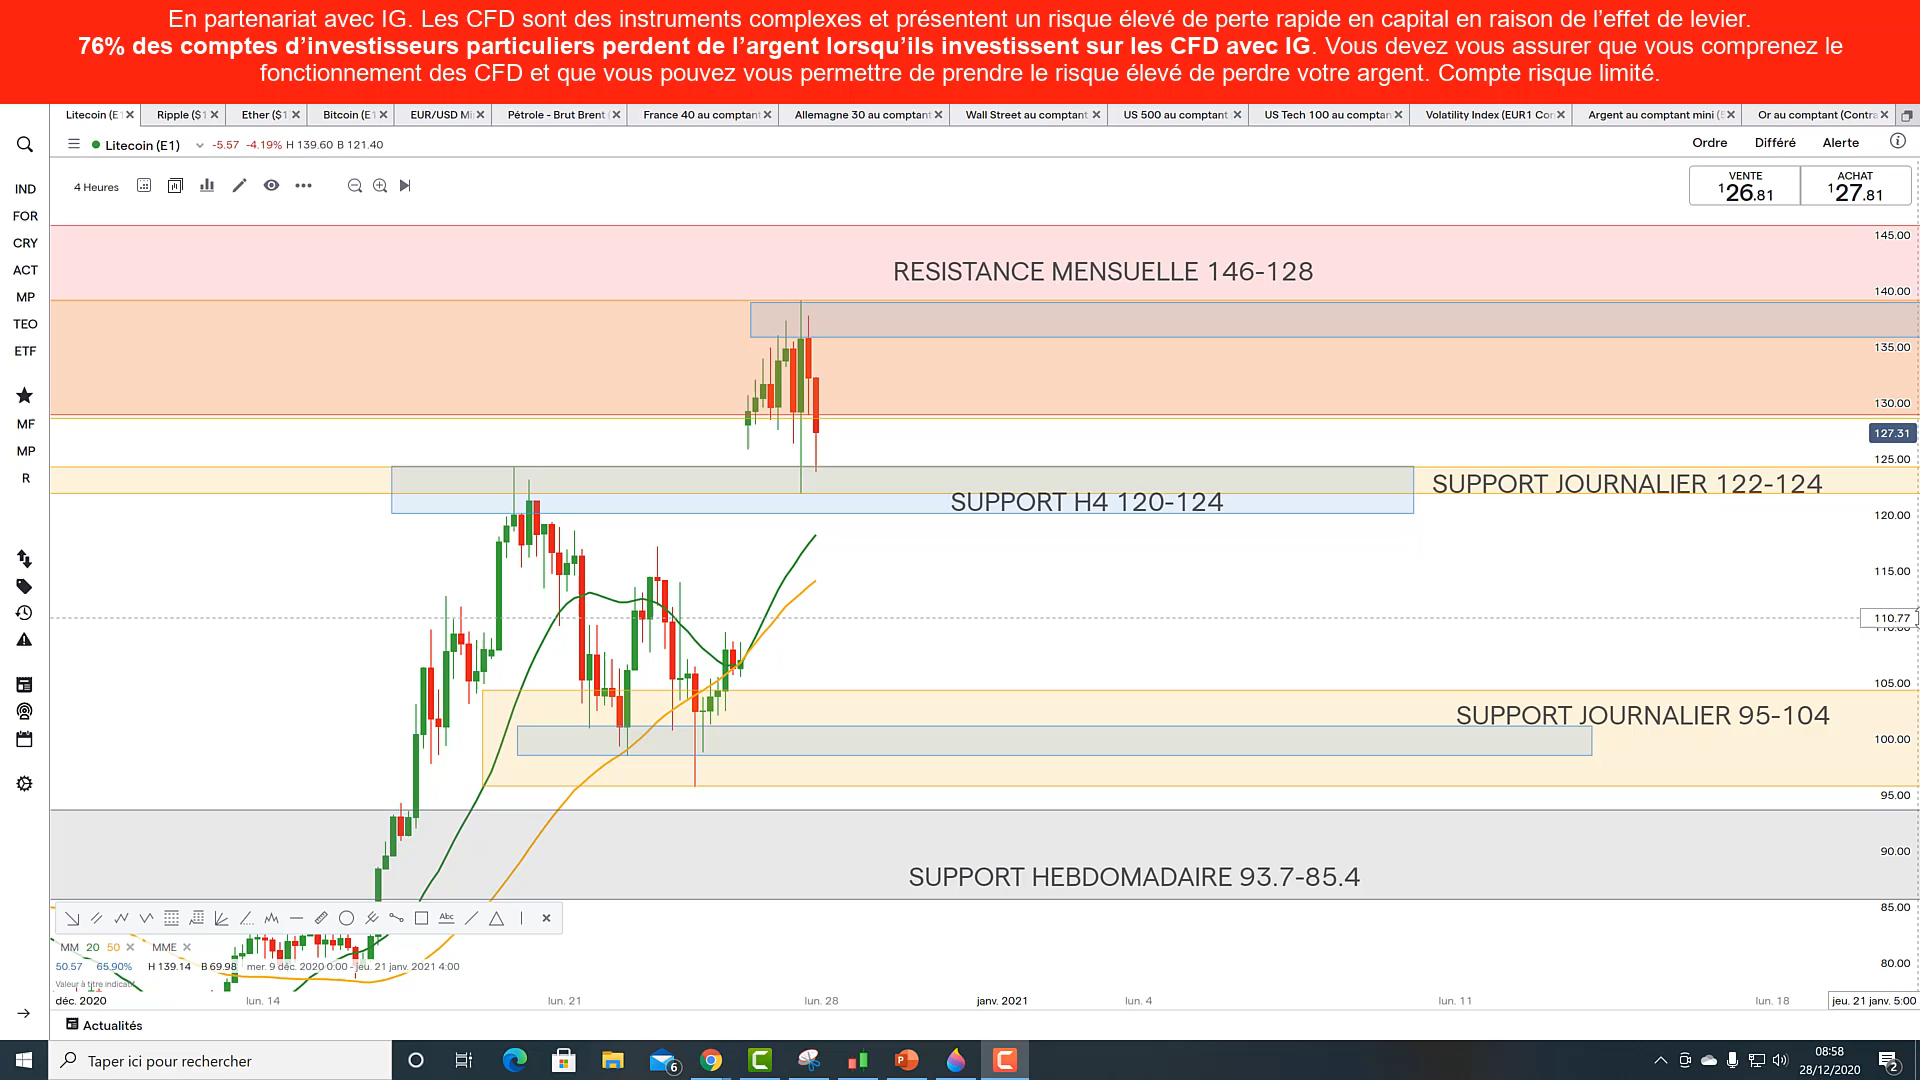 En partenariat avec IG. Les CFD sont des instruments complexes et présentent un risque élevé de perte rapide en capital en raison de l’effet de levier.
76% des comptes d’investisseurs particuliers perdent de l’argent lorsqu’ils investissent sur les CFD avec IG. Vous devez vous assurer que vous comprenez le
fonctionnement des CFD et que vous pouvez vous permettre de prendre le risque élevé de perdre votre argent. Compte risque limité.
Litecoin (E1 Ripple ($1 Ether ($1 Bitcoin (E1 EUR/USD Mi Pétrole - Brut Brent France 40 au comptant Allemagne 30 au comptant Wall Street au comptant US 500 au comptant US Tech 100 au comptan Volatility Index (EUR1 Con Argent au comptant mini (E Or au comptant (Contra
Litecoin (E1) -5.57 -4.19% H 139.60 B 121.40
Ordre Différé Alerte
4 Heures
VENTE
126.81
ACHAT
127.81
IND
FOR
CRY
ACT
MP
TEO
ETF
MF
MP
R
RESISTANCE MENSUELLE 146-128
SUPPORT JOURNALIER 122-124
SUPPORT H4 120-124
SUPPORT JOURNALIER 95-104
SUPPORT HEBDOMADAIRE 93.7-85.4
145.00
140.00
135.00
130.00
127.31
125.00
120.00
115.00
110.77
105.00
100.00
95.00
90.00
85.00
80.00
Abc
MM 20 50 MME
50.57 65.90% H 139.14 B 69.98 mer. 9 déc. 2020 0:00 - jeu. 21 janv. 2021 4:00
Valeur à titre indicatif
déc. 2020 lun. 14 lun. 21 lun. 28 janv. 2021 lun. 4 lun. 11 lun. 18 jeu. 21 janv. 5:00
Actualités
Taper ici pour rechercher
6
08:58
28/12/2020
2